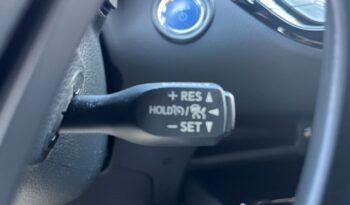 + RES ▲
HOLD / ◀
− SET ▼